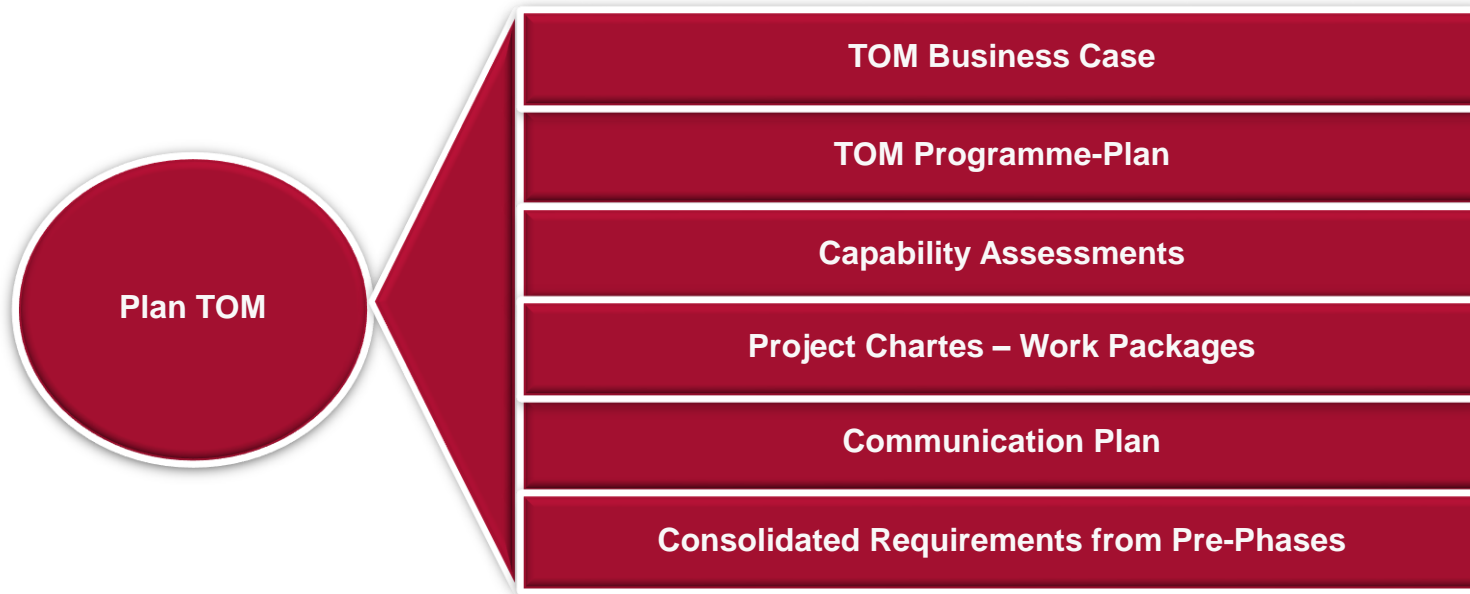 Plan TOM
TOM Business Case
TOM Programme-Plan
Capability Assessments
Project Chartes – Work Packages
Communication Plan
Consolidated Requirements from Pre-Phases